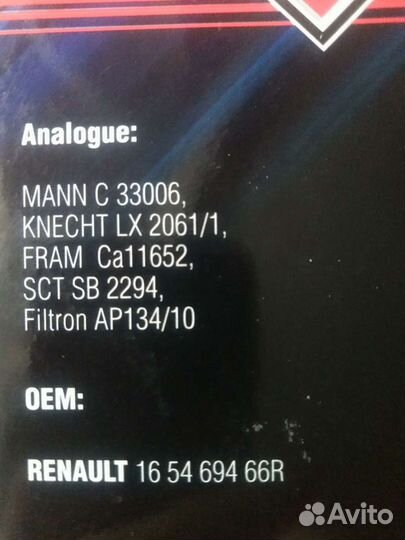 Analogue:
MANN C 33006,
KNECHT LX 2061/1,
FRAM Ca11652,
SCT SB 2294,
Filtron AP134/10
OEM:
RENAULT 16 54 694 66R
Avito